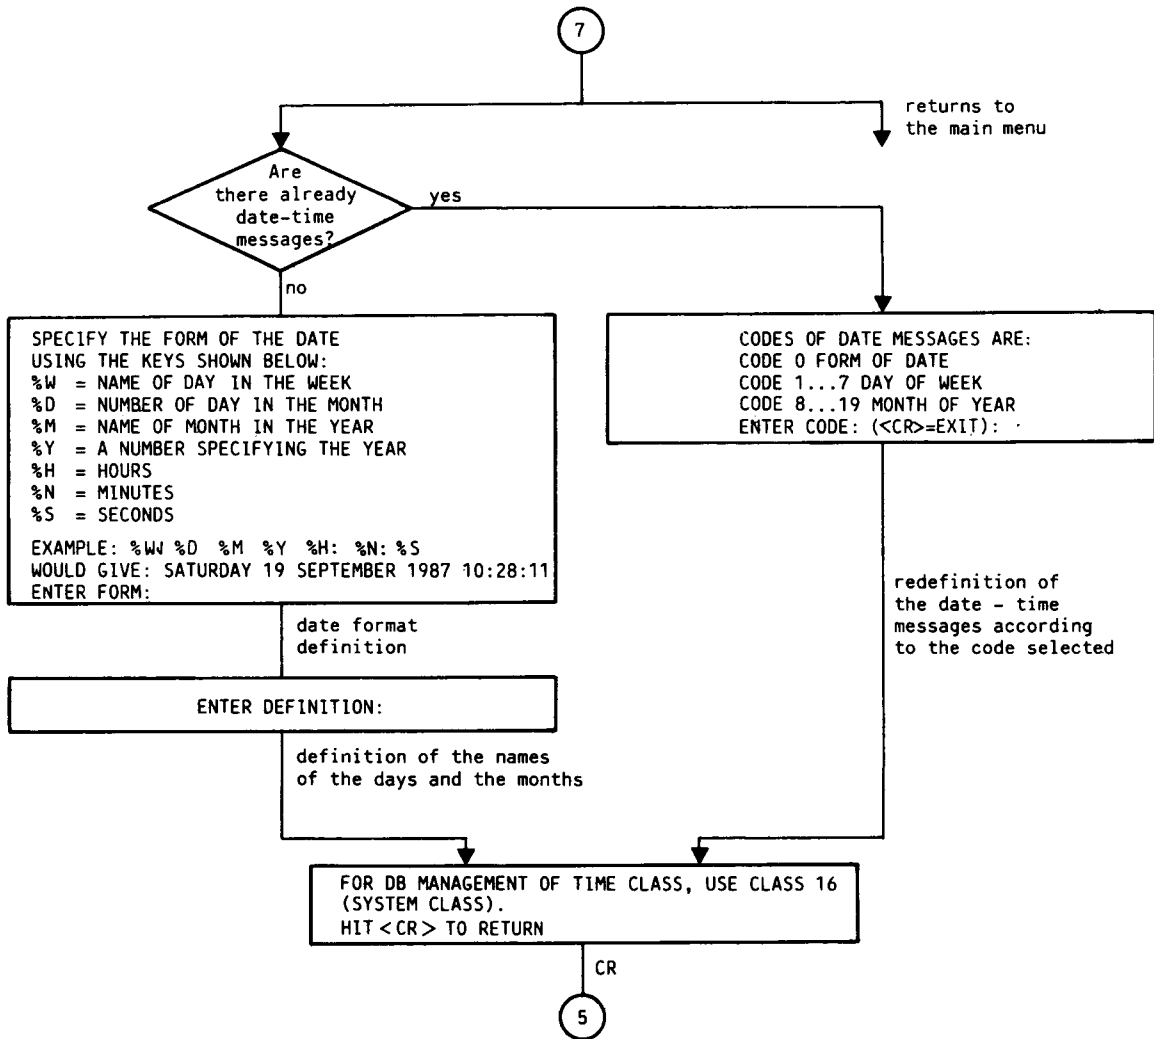 7
returns to
the main menu
Are
there already
date-time
messages?
yes
no
SPECIFY THE FORM OF THE DATE
USING THE KEYS SHOWN BELOW:
%W = NAME OF DAY IN THE WEEK
%D = NUMBER OF DAY IN THE MONTH
%M = NAME OF MONTH IN THE YEAR
%Y = A NUMBER SPECIFYING THE YEAR
%H = HOURS
%N = MINUTES
%S = SECONDS
EXAMPLE: %W %D %M %Y %H: %N: %S
WOULD GIVE: SATURDAY 19 SEPTEMBER 1987 10:28:11
ENTER FORM:
CODES OF DATE MESSAGES ARE:
CODE 0 FORM OF DATE
CODE 1...7 DAY OF WEEK
CODE 8...19 MONTH OF YEAR
ENTER CODE: (<CR>=EXIT):
date format
definition
redefinition of
the date - time
messages according
to the code selected
ENTER DEFINITION:
definition of the names
of the days and the months
FOR DB MANAGEMENT OF TIME CLASS, USE CLASS 16
(SYSTEM CLASS).
HIT <CR> TO RETURN
CR
5